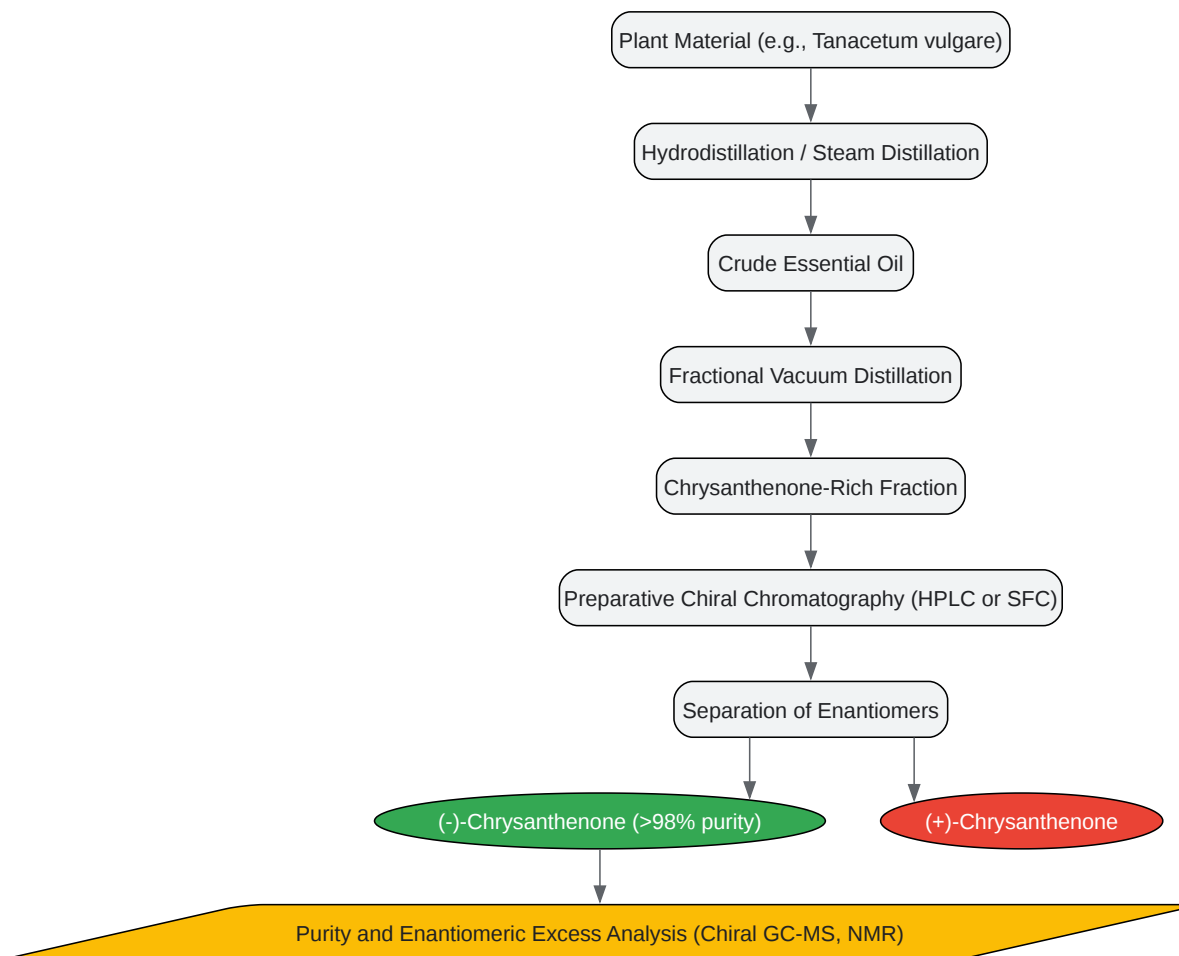 Plant Material (e.g., Tanacetum vulgare)
Hydrodistillation / Steam Distillation
Crude Essential Oil
Fractional Vacuum Distillation
Chrysanthenone-Rich Fraction
Preparative Chiral Chromatography (HPLC or SFC)
Separation of Enantiomers
(-)-Chrysanthenone (>98% purity)
(+)-Chrysanthenone
Purity and Enantiomeric Excess Analysis (Chiral GC-MS, NMR)